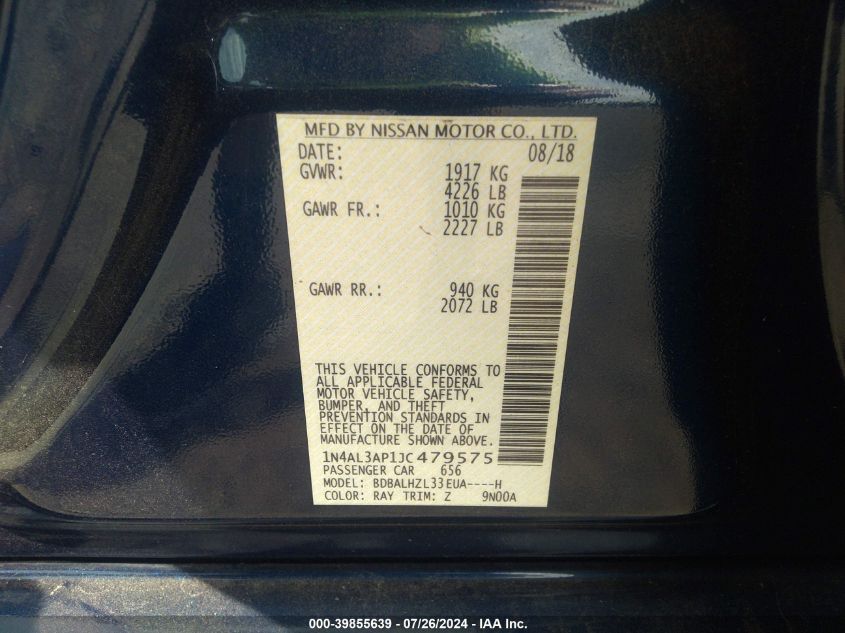 MFD BY NISSAN MOTOR CO., LTD.
DATE: 08/18
GVWR: 1917 KG
4226 LB
GAWR FR.: 1010 KG
2227 LB
GAWR RR.: 940 KG
2072 LB
THIS VEHICLE CONFORMS TO
ALL APPLICABLE FEDERAL
MOTOR VEHICLE SAFETY,
BUMPER, AND THEFT
PREVENTION STANDARDS IN
EFFECT ON THE DATE OF
MANUFACTURE SHOWN ABOVE.
1N4AL3AP1JC479575
PASSENGER CAR 656
MODEL: BDBALHZL33EUA----H
COLOR: RAY TRIM: Z 9N00A
000-39855639 - 07/26/2024 - IAA Inc.